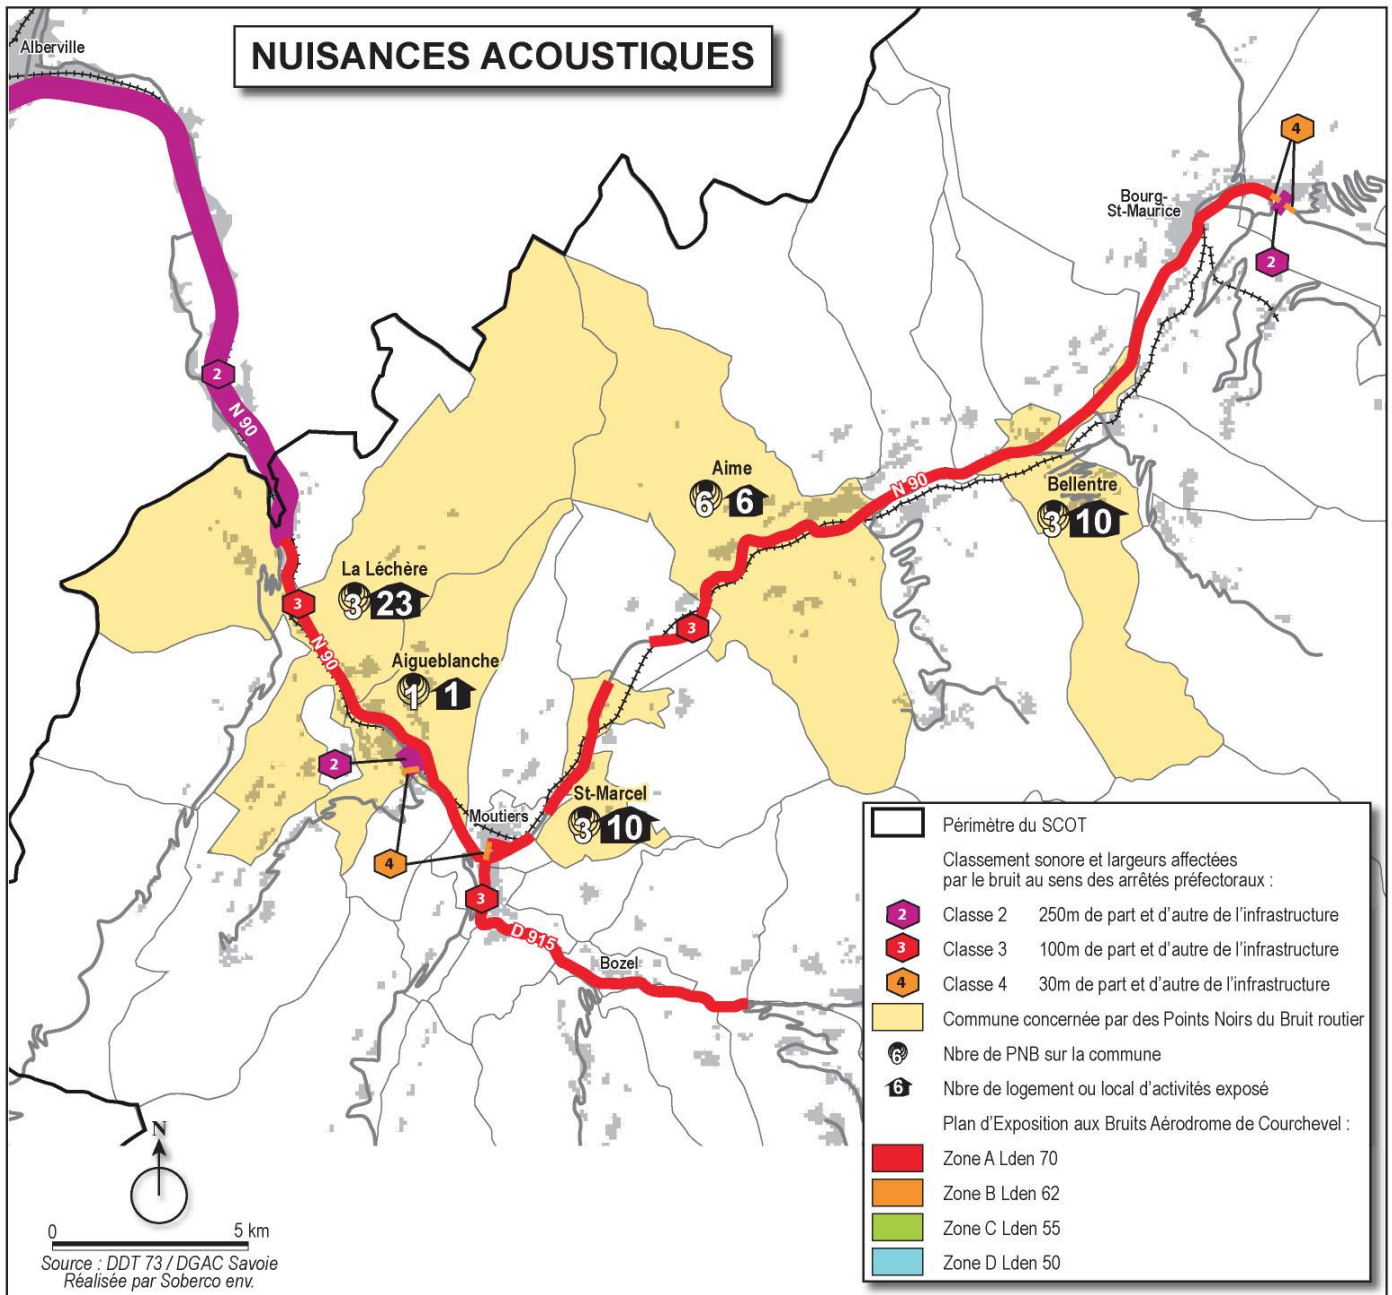 NUISANCES ACOUSTIQUES
Alberville
4
Bourg-
St-Maurice
2
2
N 90
Aime
6 6
N 90
Bellentre
3 10
La Léchère
3 23
3
N 90
3
Aigueblanche
1 1
2
St-Marcel
3 10
Moutiers
4
3
D 915
Bozel
Périmètre du SCOT
Classement sonore et largeurs affectées
par le bruit au sens des arrêtés préfectoraux :
2 Classe 2 250m de part et d'autre de l'infrastructure
3 Classe 3 100m de part et d'autre de l'infrastructure
4 Classe 4 30m de part et d'autre de l'infrastructure
Commune concernée par des Points Noirs du Bruit routier
6 Nbre de PNB sur la commune
6 Nbre de logement ou local d'activités exposé
Plan d'Exposition aux Bruits Aérodrome de Courchevel :
Zone A Lden 70
Zone B Lden 62
Zone C Lden 55
Zone D Lden 50
N
0 5 km
Source : DDT 73 / DGAC Savoie
Réalisée par Soberco env.